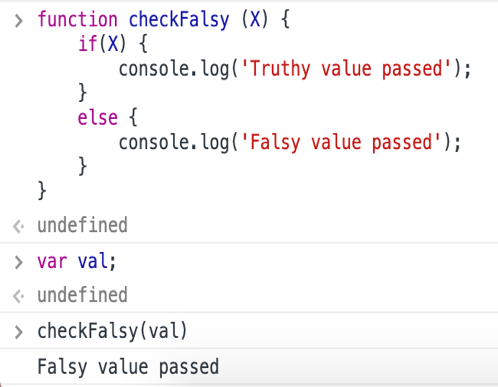 > function checkFalsy (X) {
if(X) {
console.log('Truthy value passed');
}
else {
console.log('Falsy value passed');
}
}
undefined
> var val;
undefined
> checkFalsy(val)
Falsy value passed